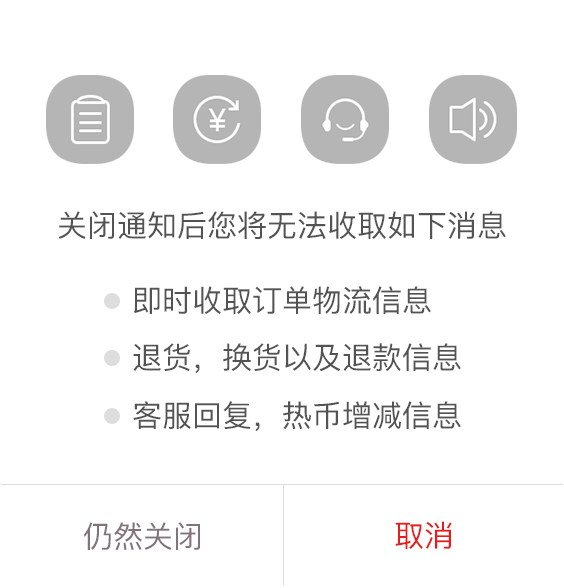 关闭通知后您将无法收取如下消息
即时收取订单物流信息
退货，换货以及退款信息
客服回复，热币增减信息
仍然关闭
取消